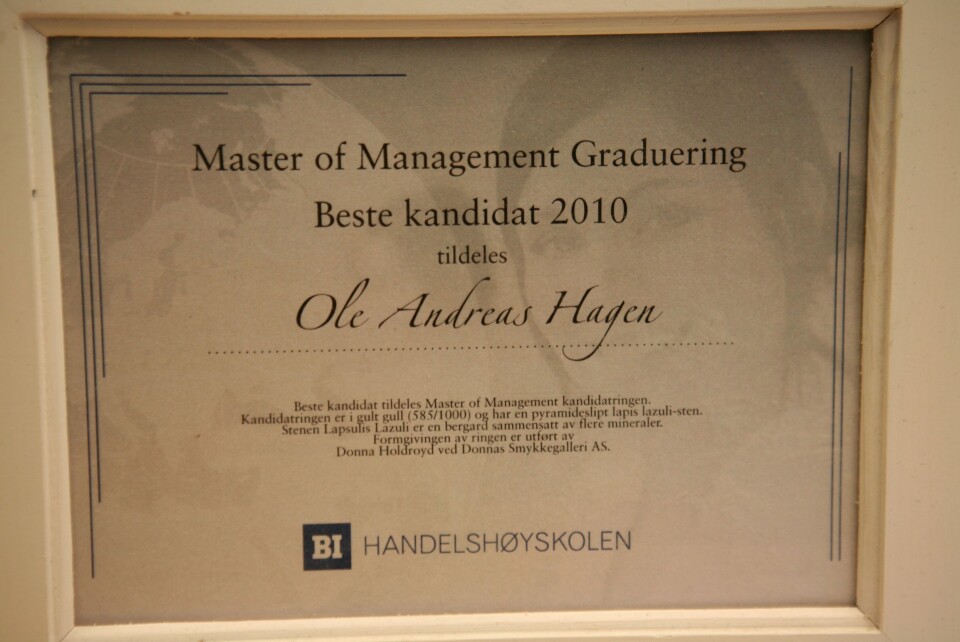 Master of Management Graduering
Beste kandidat 2010
tildeles
Ole Andreas Hagen
Beste kandidat tildeles Master of Management kandidatringen.
Kandidatringen er i gult gull (585/1000) og har en pyramideslipt lapis lazuli-sten.
Stenen Lapsulis Lazuli er en bergard sammensatt av flere mineraler.
Formgivingen av ringen er utført av
Donna Holdroyd ved Donnas Smykkegalleri AS.
BI HANDELSHØYSKOLEN